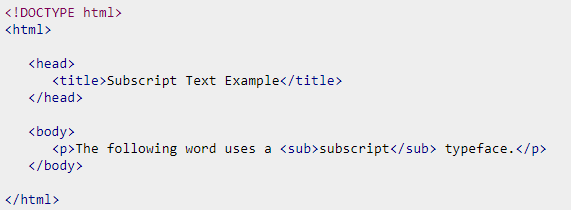 <!DOCTYPE html>
<html>
<head>
<title>Subscript Text Example</title>
</head>
<body>
<p>The following word uses a <sub>subscript</sub> typeface.</p>
</body>
</html>